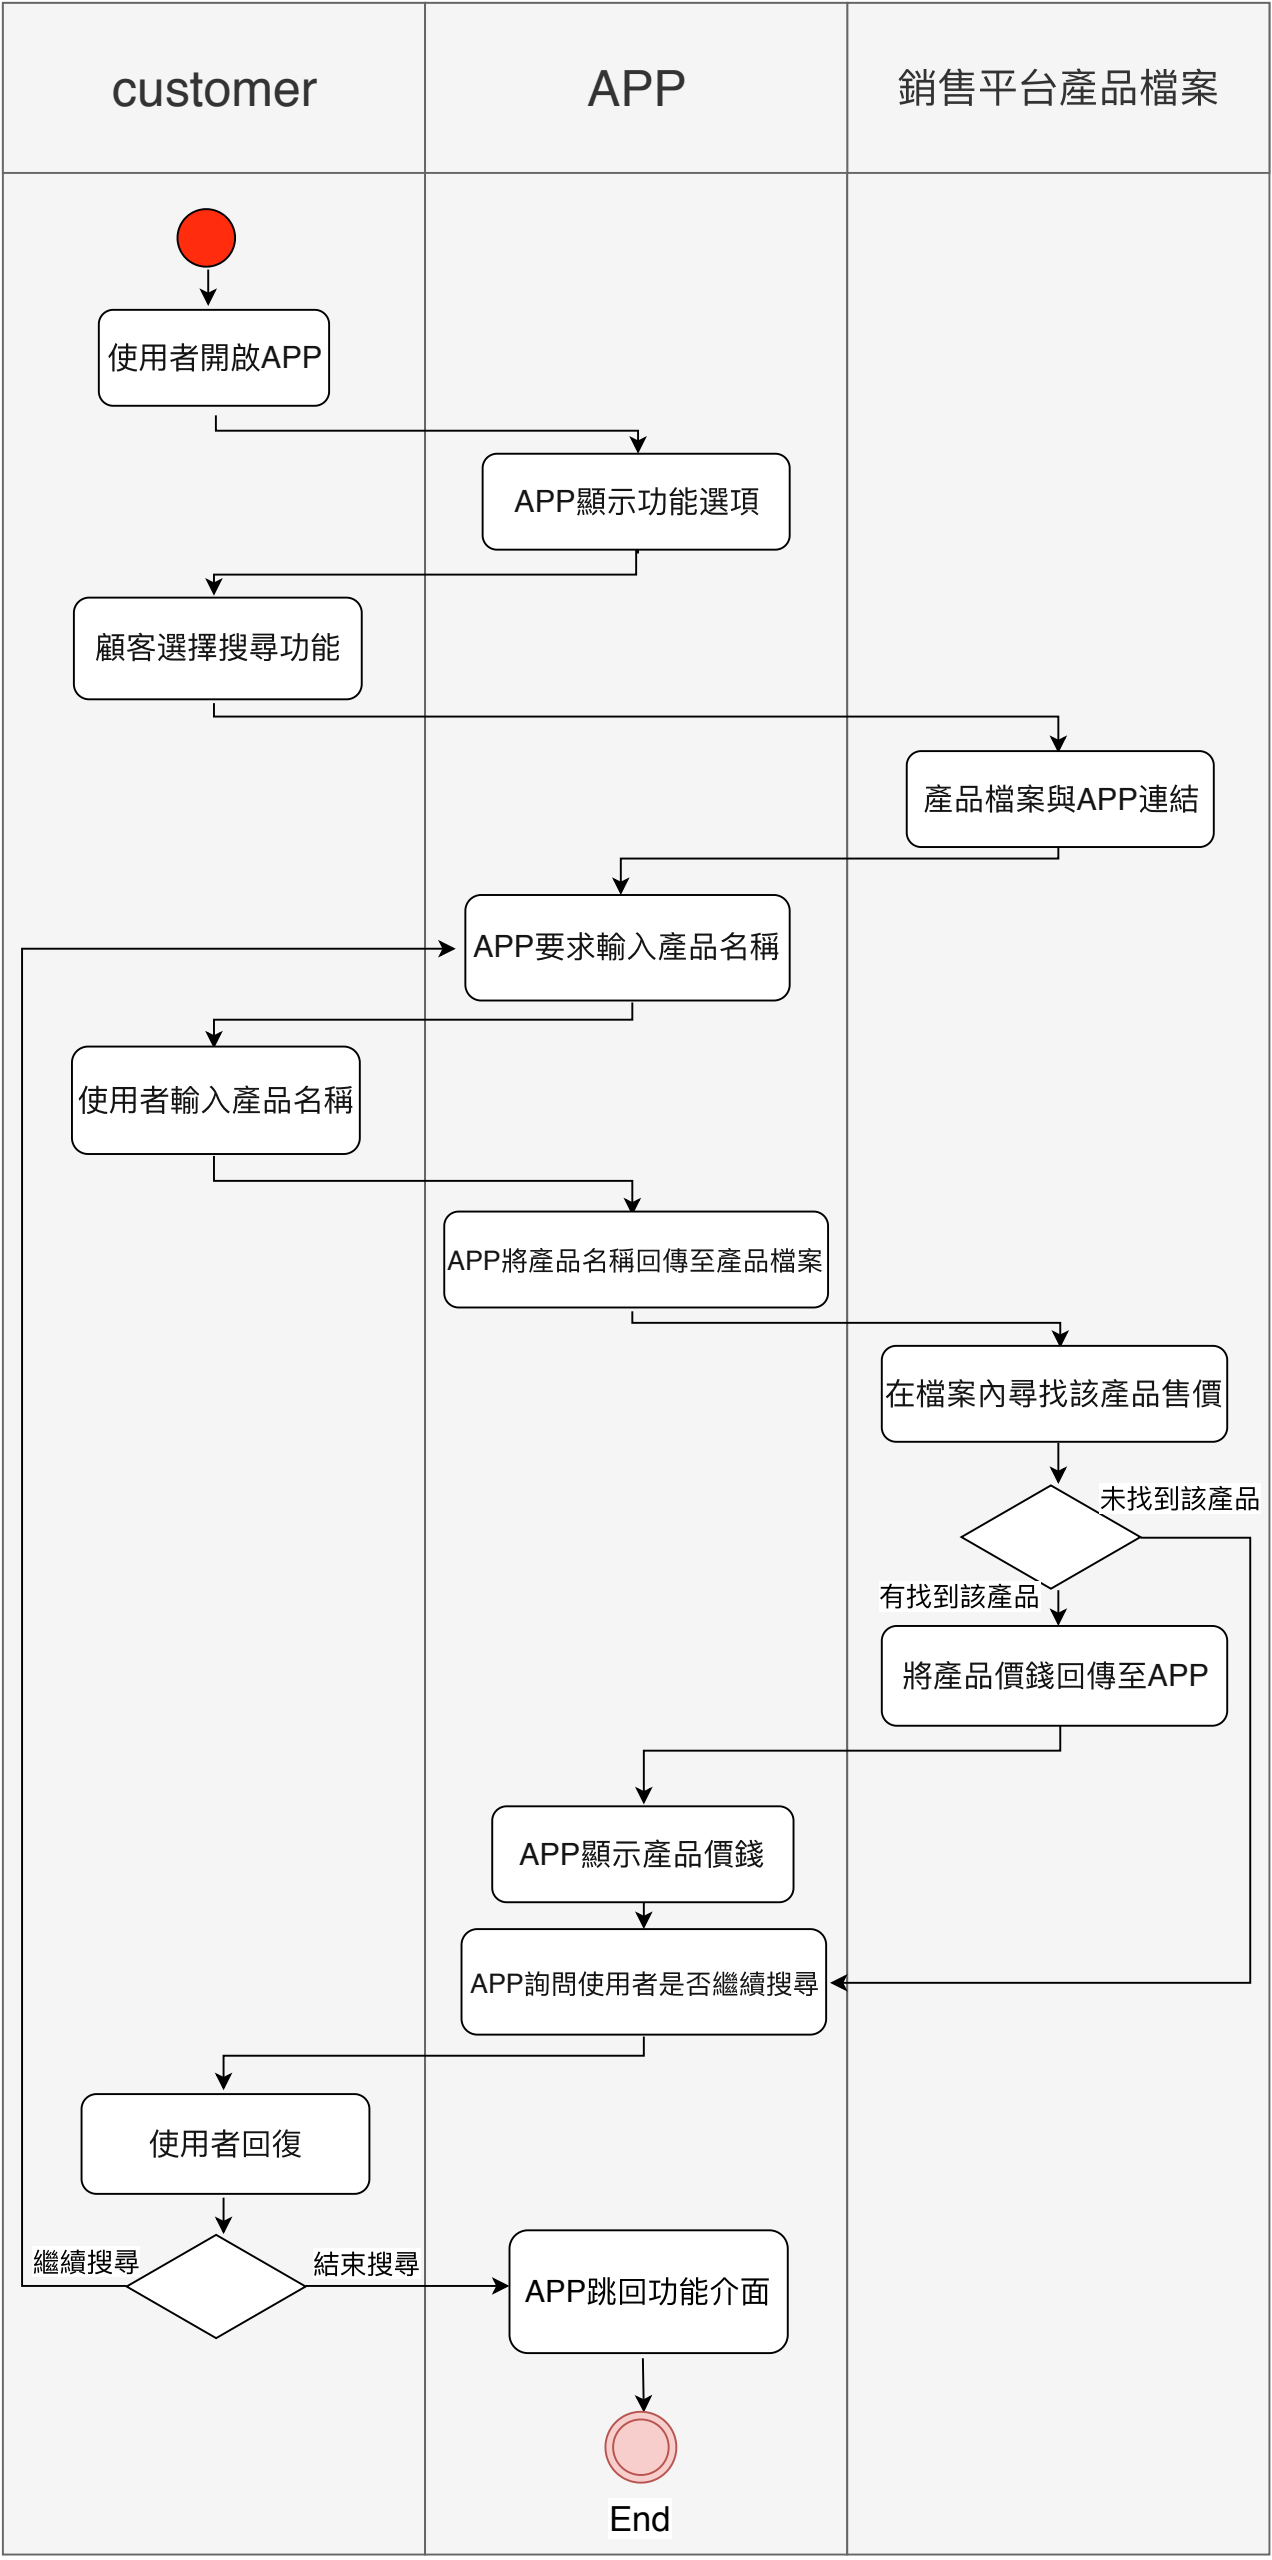 customer
APP
銷售平台產品檔案
使用者開啟APP
APP顯示功能選項
顧客選擇搜尋功能
產品檔案與APP連結
APP要求輸入產品名稱
使用者輸入產品名稱
APP將產品名稱回傳至產品檔案
在檔案內尋找該產品售價
未找到該產品
有找到該產品
將產品價錢回傳至APP
APP顯示產品價錢
APP詢問使用者是否繼續搜尋
使用者回復
繼續搜尋
結束搜尋
APP跳回功能介面
End